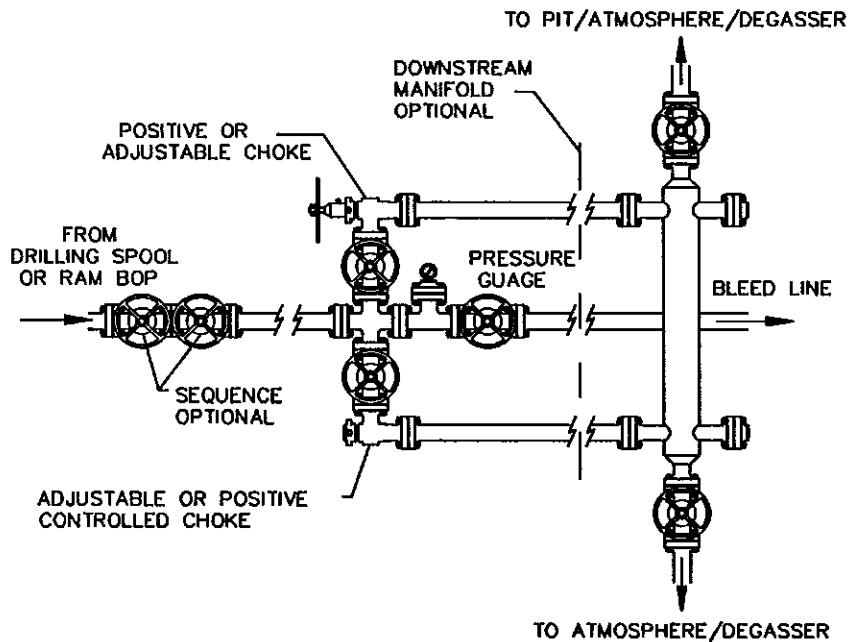 TO PIT/ATMOSPHERE/DEGASSER
DOWNSTREAM
MANIFOLD
OPTIONAL
POSITIVE OR
ADJUSTABLE CHOKE
FROM
DRILLING SPOOL
OR RAM BOP
PRESSURE
GUAGE
BLEED LINE
SEQUENCE
OPTIONAL
ADJUSTABLE OR POSITIVE
CONTROLLED CHOKE
TO ATMOSPHERE/DEGASSER